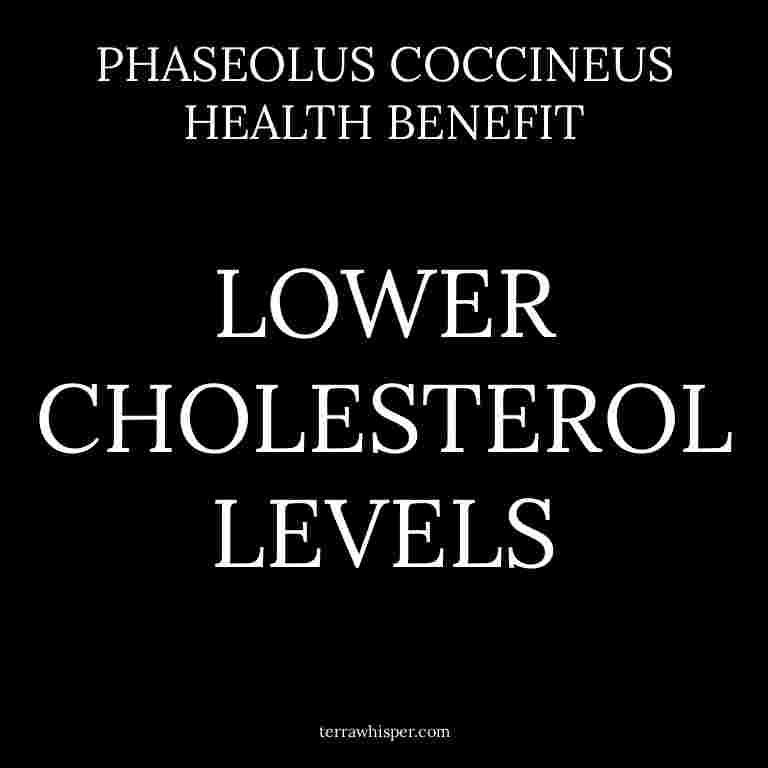 PHASEOLUS COCCINEUS
HEALTH BENEFIT
LOWER
CHOLESTEROL
LEVELS
terrawhisper.com